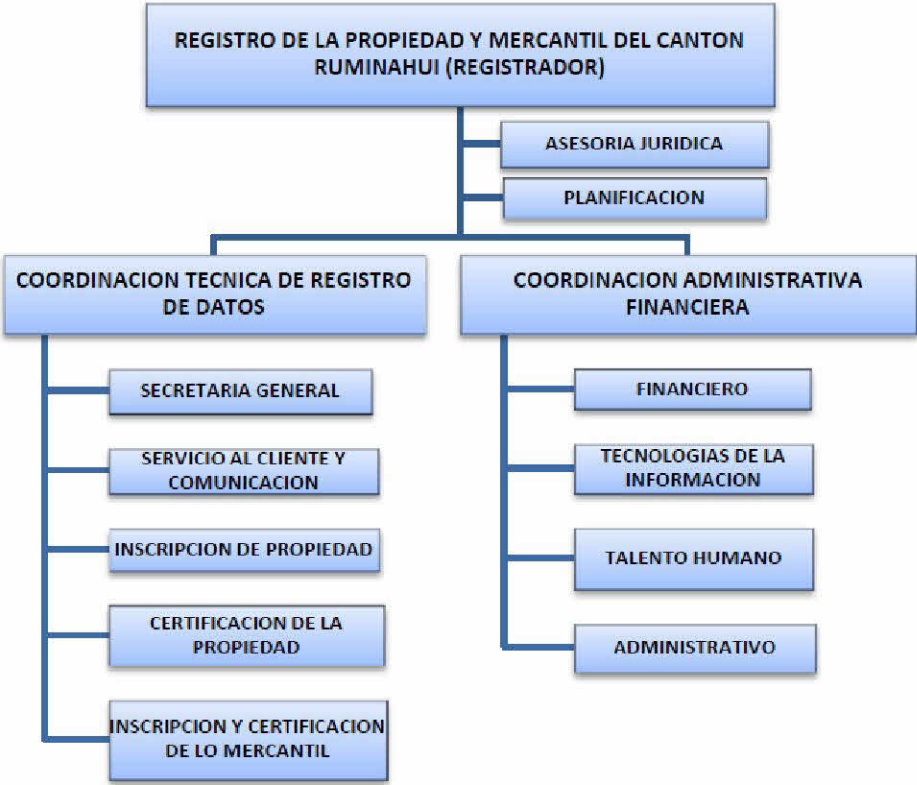 REGISTRO DE LA PROPIEDAD Y MERCANTIL DEL CANTON
RUMINAHUI (REGISTRADOR)
ASESORIA JURIDICA
PLANIFICACION
COORDINACION TECNICA DE REGISTRO
DE DATOS
SECRETARIA GENERAL
SERVICIO AL CLIENTE Y
COMUNICACION
INSCRIPCION DE PROPIEDAD
CERTIFICACION DE LA
PROPIEDAD
INSCRIPCION Y CERTIFICACION
DE LO MERCANTIL
COORDINACION ADMINISTRATIVA
FINANCIERA
FINANCIERO
TECNOLOGIAS DE LA
INFORMACION
TALENTO HUMANO
ADMINISTRATIVO